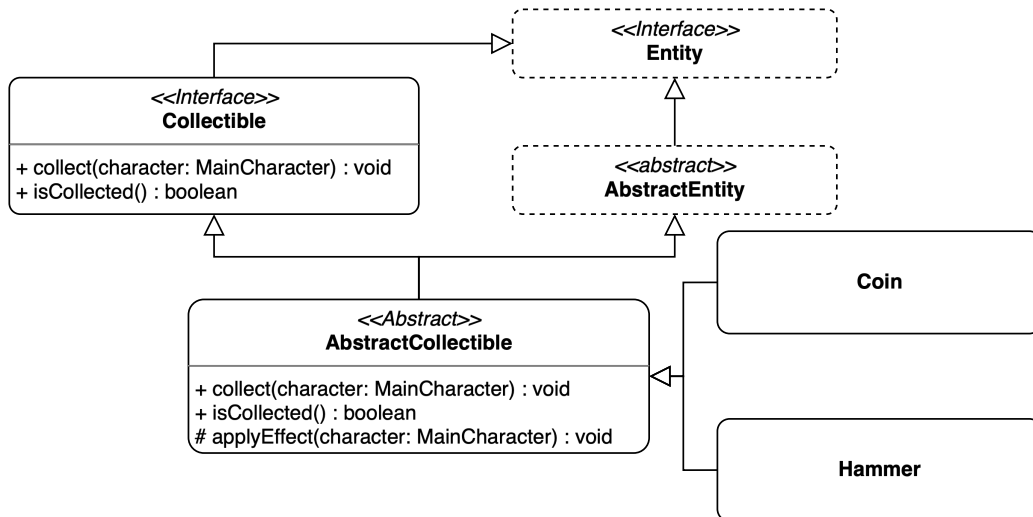 <<Interface>>
Entity
<<Interface>>
Collectible
+ collect(character: MainCharacter) : void
+ isCollected() : boolean
<<abstract>>
AbstractEntity
Coin
<<Abstract>>
AbstractCollectible
+ collect(character: MainCharacter) : void
+ isCollected() : boolean
# applyEffect(character: MainCharacter) : void
Hammer